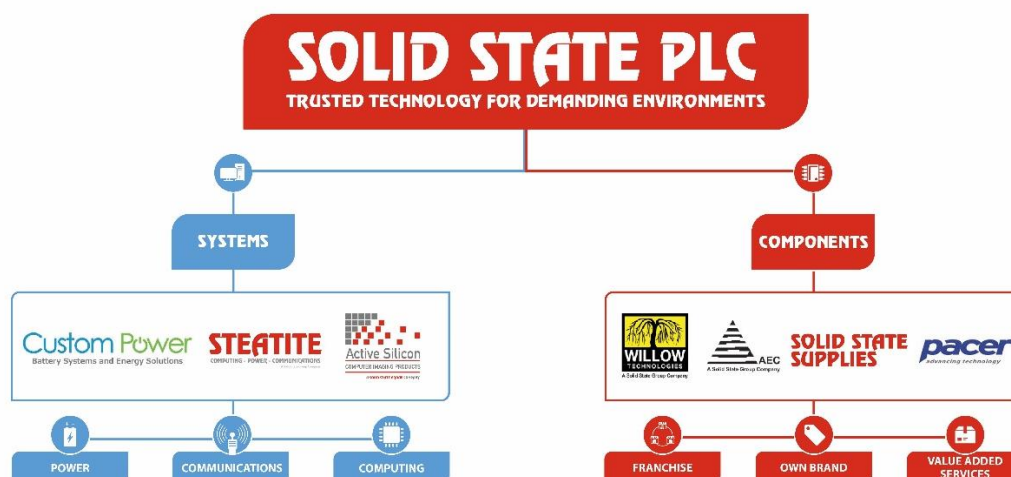 SOLID STATE PLC
TRUSTED TECHNOLOGY FOR DEMANDING ENVIRONMENTS
SYSTEMS
COMPONENTS
Custom Power
Battery Systems and Energy Solutions
STEATITE
COMPUTING • POWER • COMMUNICATIONS
Active Silicon
COMPUTER IMAGING PRODUCTS
WILLOW
TECHNOLOGIES
A Solid State Group Company
AEC
A Solid State Group Company
SOLID STATE
SUPPLIES
pacer
advancing technology
POWER
COMMUNICATIONS
COMPUTING
FRANCHISE
OWN BRAND
VALUE ADDED
SERVICES